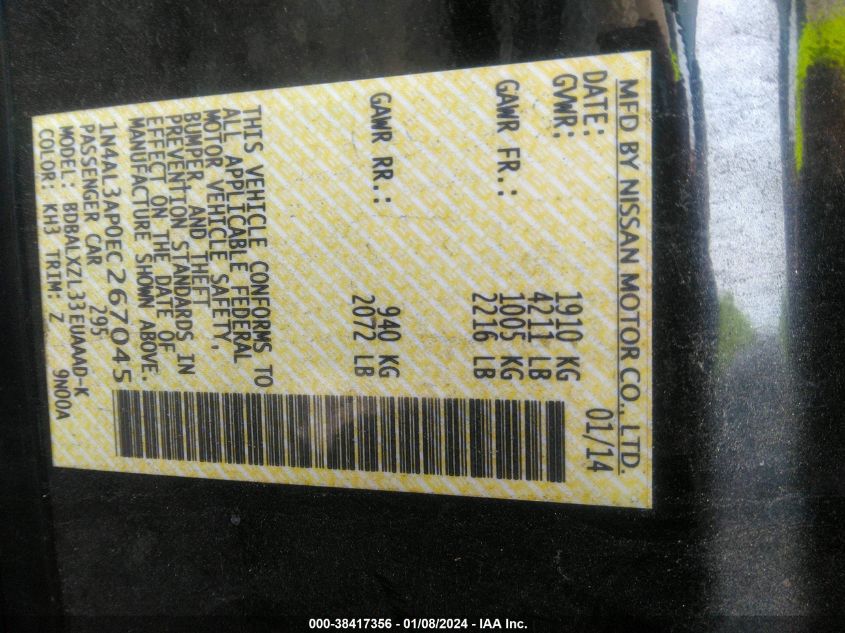 MFD BY NISSAN MOTOR CO., LTD.
DATE: 01/14
GVWR: 1910 KG
4211 LB
GAWR FR.: 1005 KG
2216 LB
GAWR RR.: 940 KG
2072 LB
THIS VEHICLE CONFORMS TO
ALL APPLICABLE FEDERAL
MOTOR VEHICLE SAFETY,
BUMPER, AND THEFT
PREVENTION STANDARDS IN
EFFECT ON THE DATE OF
MANUFACTURE SHOWN ABOVE.
1N4AL3AP0EC267045
PASSENGER CAR 295
MODEL: BDBALXZL33EUAAAD-K
COLOR: KH3 TRIM: Z 9N00A
000-38417356 - 01/08/2024 - IAA Inc.